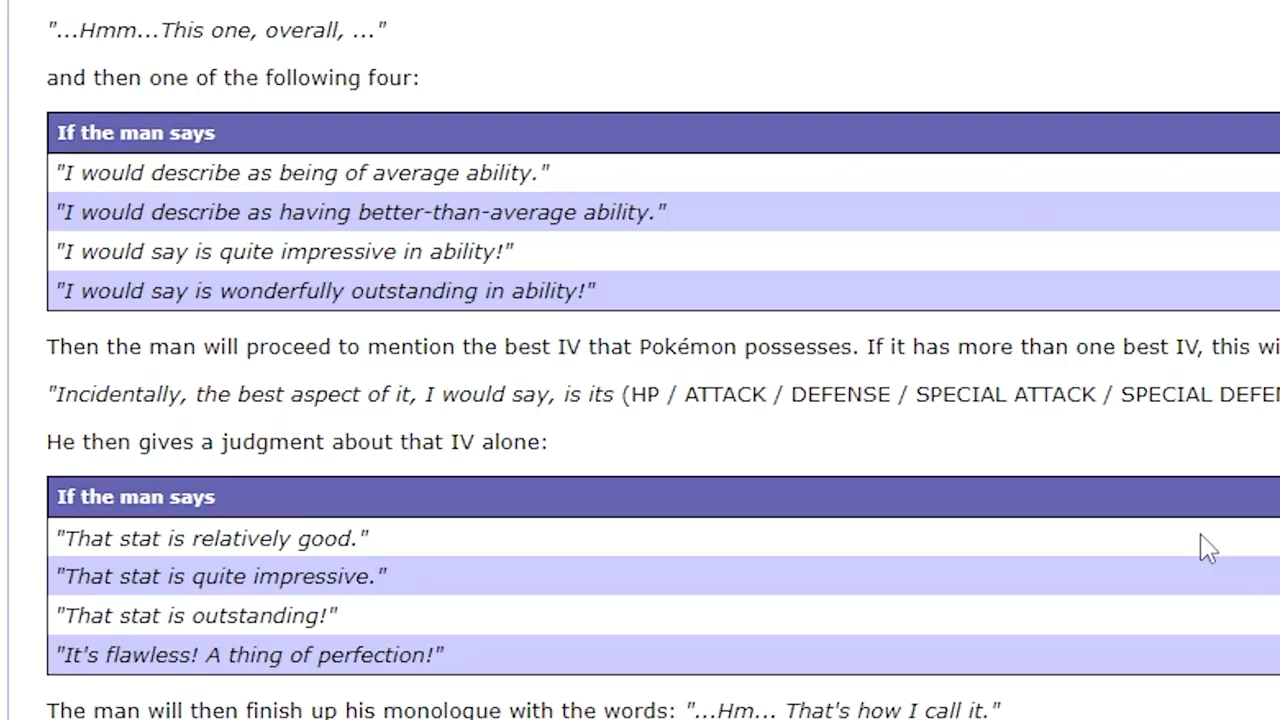 "...Hmm...This one, overall, ..."
and then one of the following four:
If the man says
"I would describe as being of average ability."
"I would describe as having better-than-average ability."
"I would say is quite impressive in ability!"
"I would say is wonderfully outstanding in ability!"
Then the man will proceed to mention the best IV that Pokémon possesses. If it has more than one best IV, this
"Incidentally, the best aspect of it, I would say, is its (HP / ATTACK / DEFENSE / SPECIAL ATTACK / SPECIAL
He then gives a judgment about that IV alone:
If the man says
"That stat is relatively good."
"That stat is quite impressive."
"That stat is outstanding!"
"It's flawless! A thing of perfection!"
The man will then finish up his monologue with the words: "...Hm... That's how I call it."